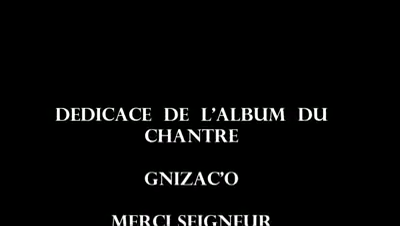 DEDICACE DE L'ALBUM DU
CHANTRE
GNIZAC'O
MERCI SEIGNEUR